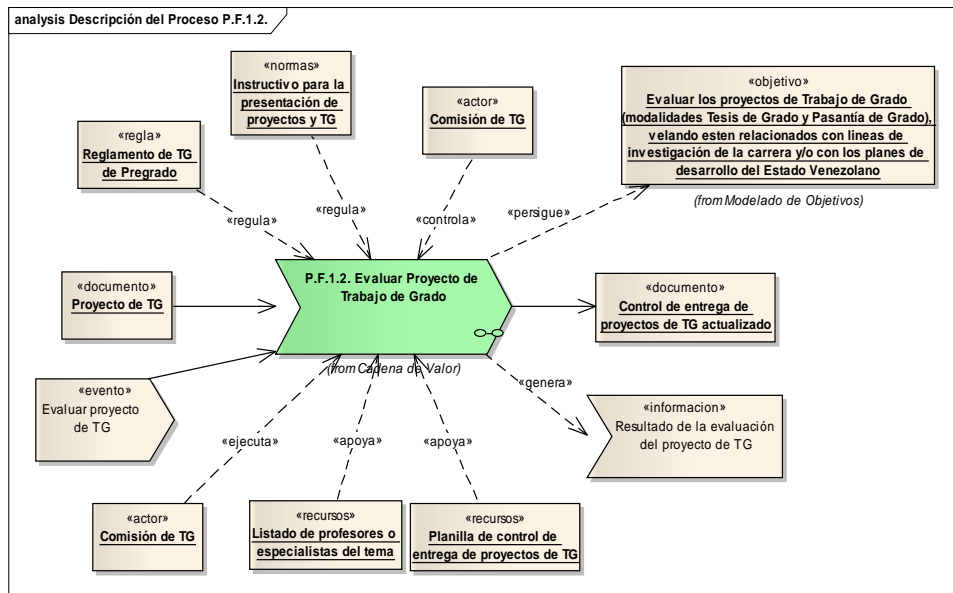 analysis Descripción del Proceso P.F.1.2.
«normas»
Instructivo para la
presentación de
proyectos y TG
«actor»
Comisión de TG
«objetivo»
Evaluar los proyectos de Trabajo de Grado
(modalidades Tesis de Grado y Pasantía de Grado),
velando esten relacionados con líneas de
investigación de la carrera y/o con los planes de
desarrollo del Estado Venezolano
(from Modelado de Objetivos)
«regla»
Reglamento de TG
de Pregrado
«regula»
«regula»
«controla»
«persigue»
«documento»
Proyecto de TG
P.F.1.2. Evaluar Proyecto de
Trabajo de Grado
(from Cadena de Valor)
«documento»
Control de entrega de
proyectos de TG actualizado
«evento»
Evaluar proyecto
de TG
«genera»
«informacion»
Resultado de la evaluación
del proyecto de TG
«ejecuta»
«apoya»
«apoya»
«actor»
Comisión de TG
«recursos»
Listado de profesores o
especialistas del tema
«recursos»
Planilla de control de
entrega de proyectos de TG